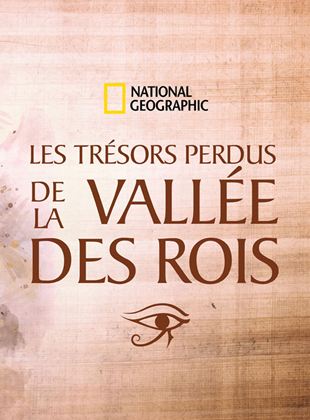 NATIONAL
GEOGRAPHIC
LES TRÉSORS PERDUS
DE LA VALLÉE
DES ROIS